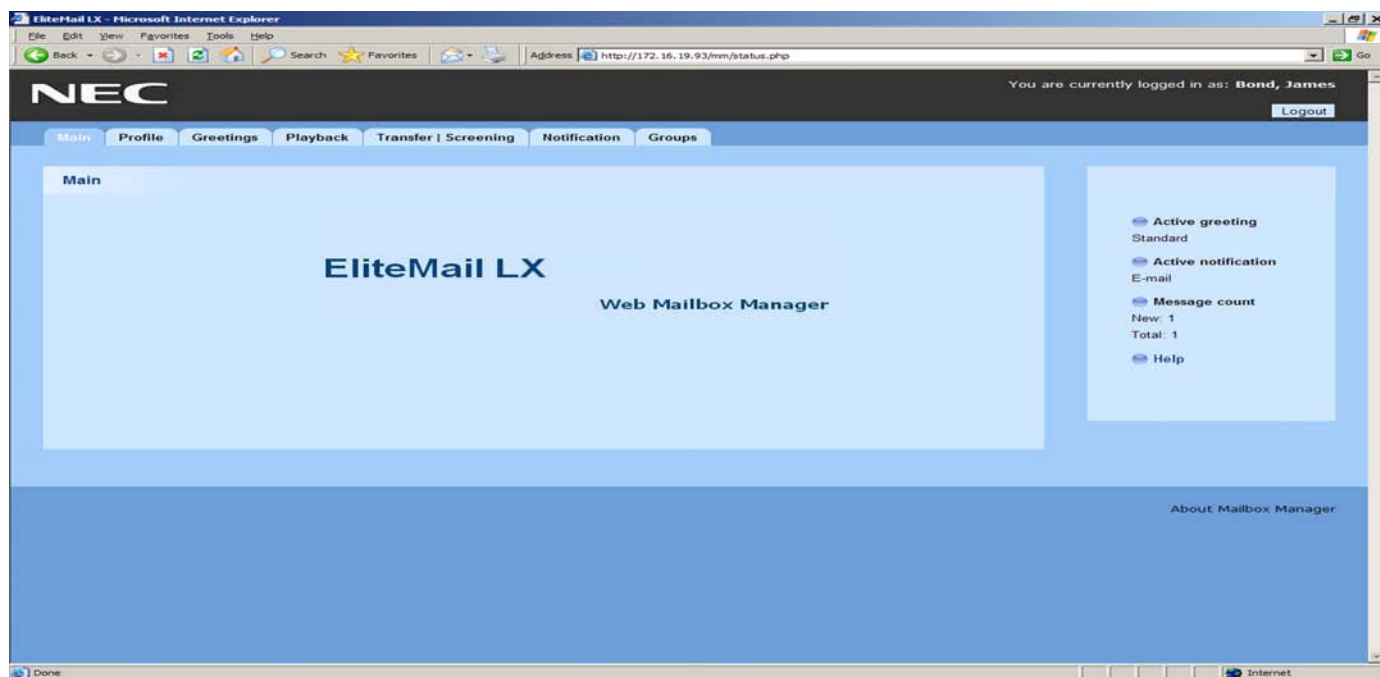 EliteMail LX - Microsoft Internet Explorer
File Edit View Favorites Tools Help
Back Search Favorites Address http://172.16.19.93/mm/status.php Go
NEC
You are currently logged in as: Bond, James
Logout
Main Profile Greetings Playback Transfer | Screening Notification Groups
Main
EliteMail LX
Web Mailbox Manager
Active greeting
Standard
Active notification
E-mail
Message count
New: 1
Total: 1
Help
About Mailbox Manager
Done Internet